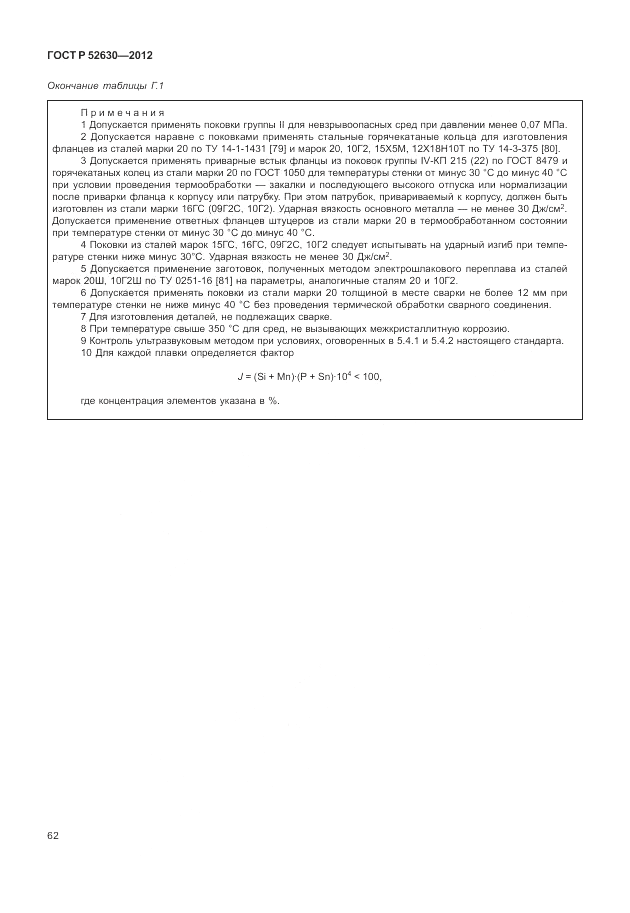 ГОСТ Р 52630—2012
Окончание таблицы Г.1
Примечания
1 Допускается применять поковки группы II для невзрывоопасных сред при давлении менее 0,07 МПа.
2 Допускается наравне с поковками применять стальные горячекатаные кольца для изготовления
фланцев из сталей марки 20 по ТУ 14-1-1431 [79] и марок 20, 10Г2, 15Х5М, 12Х18Н10Т по ТУ 14-3-375 [80].
3 Допускается применять приварные встык фланцы из поковок группы IV-КП 215 (22) по ГОСТ 8479 и
горячекатаных колец из стали марки 20 по ГОСТ 1050 для температуры стенки от минус 30 °С до минус 40 °С
при условии проведения термообработки — закалки и последующего высокого отпуска или нормализации
после приварки фланца к корпусу или патрубку. При этом патрубок, привариваемый к корпусу, должен быть
изготовлен из стали марки 16ГС (09Г2С, 10Г2). Ударная вязкость основного металла — не менее 30 Дж/см².
Допускается применение ответных фланцев штуцеров из стали марки 20 в термообработанном состоянии
при температуре стенки от минус 30 °С до минус 40 °С.
4 Поковки из сталей марок 15ГС, 16ГС, 09Г2С, 10Г2 следует испытывать на ударный изгиб при темпе-
ратуре стенки ниже минус 30°С. Ударная вязкость не менее 30 Дж/см².
5 Допускается применение заготовок, полученных методом электрошлакового переплава из сталей
марок 20Ш, 10Г2Ш по ТУ 0251-16 [81] на параметры, аналогичные сталям 20 и 10Г2.
6 Допускается применять поковки из стали марки 20 толщиной в месте сварки не более 12 мм при
температуре стенки не ниже минус 40 °С без проведения термической обработки сварного соединения.
7 Для изготовления деталей, не подлежащих сварке.
8 При температуре свыше 350 °С для сред, не вызывающих межкристаллитную коррозию.
9 Контроль ультразвуковым методом при условиях, оговоренных в 5.4.1 и 5.4.2 настоящего стандарта.
10 Для каждой плавки определяется фактор
J = (Si + Mn)·(P + Sn)·10⁴ < 100,
где концентрация элементов указана в %.
62